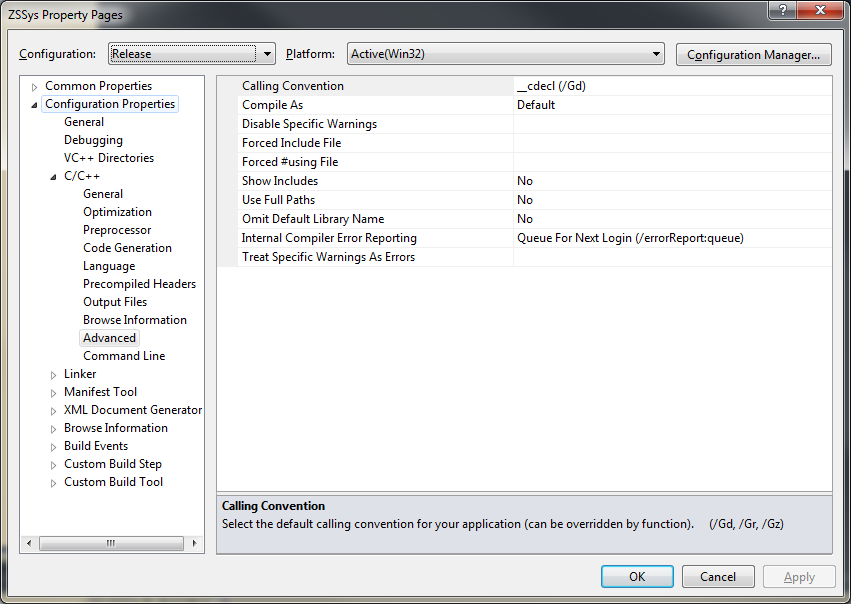 ZSSys Property Pages
?
Configuration: Release Platform: Active(Win32) Configuration Manager...
Common Properties
Configuration Properties
General
Debugging
VC++ Directories
C/C++
General
Optimization
Preprocessor
Code Generation
Language
Precompiled Headers
Output Files
Browse Information
Advanced
Command Line
Linker
Manifest Tool
XML Document Generator
Browse Information
Build Events
Custom Build Step
Custom Build Tool
Calling Convention __cdecl (/Gd)
Compile As Default
Disable Specific Warnings
Forced Include File
Forced #using File
Show Includes No
Use Full Paths No
Omit Default Library Name No
Internal Compiler Error Reporting Queue For Next Login (/errorReport:queue)
Treat Specific Warnings As Errors
Calling Convention
Select the default calling convention for your application (can be overridden by function). (/Gd, /Gr, /Gz)
OK Cancel Apply